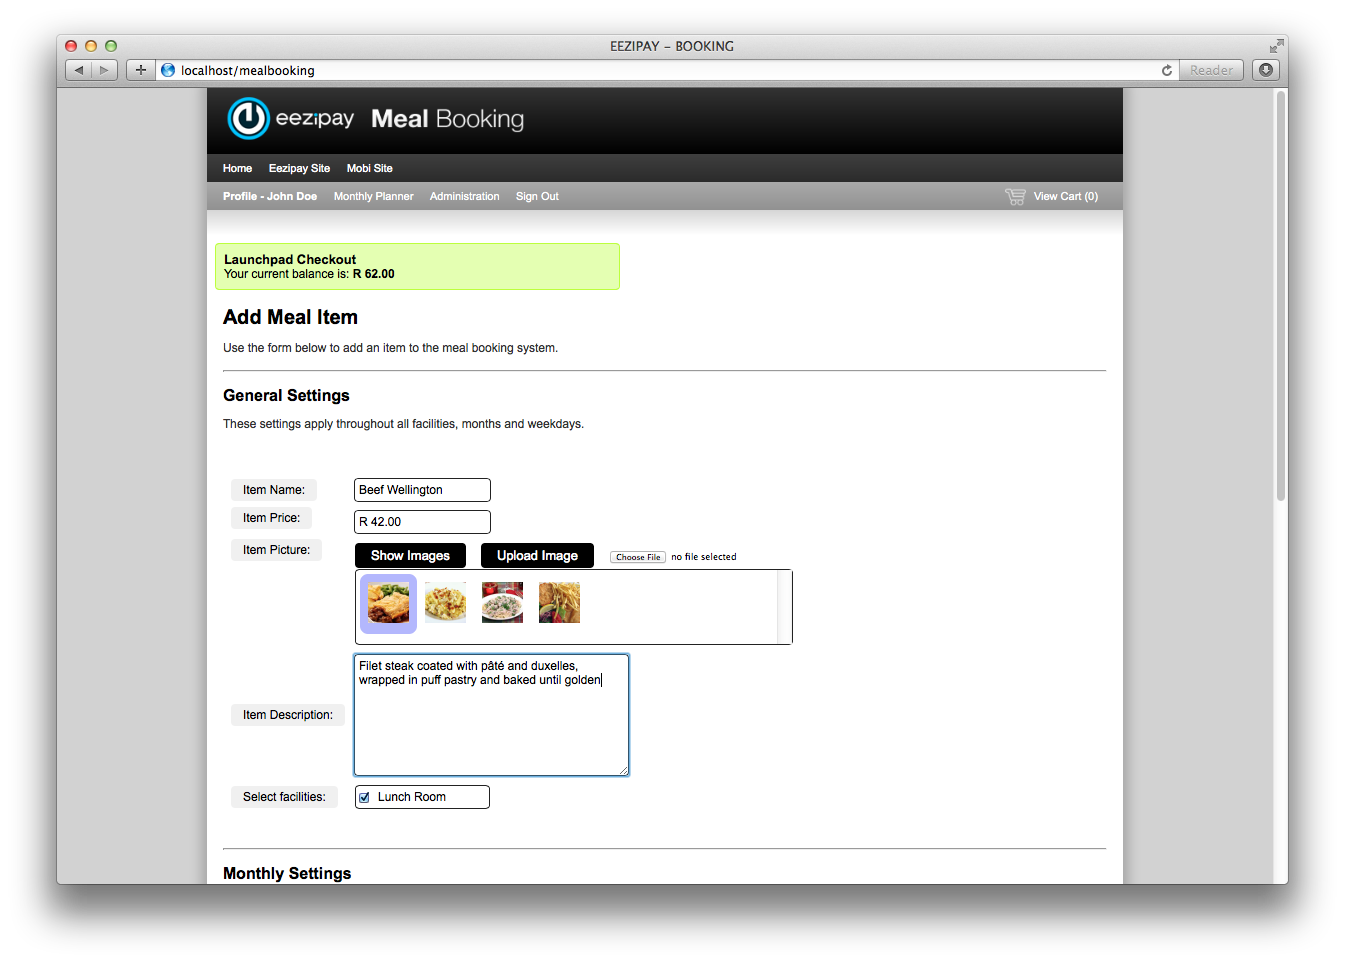 EEZIPAY – BOOKING
localhost/mealbooking
Reader
eezipay Meal Booking
Home Eezipay Site Mobi Site
Profile - John Doe Monthly Planner Administration Sign Out View Cart (0)
Launchpad Checkout
Your current balance is: R 62.00
Add Meal Item
Use the form below to add an item to the meal booking system.
General Settings
These settings apply throughout all facilities, months and weekdays.
Item Name: Beef Wellington
Item Price: R 42.00
Item Picture: Show Images Upload Image Choose File no file selected
Filet steak coated with pâté and duxelles,
wrapped in puff pastry and baked until golden
Item Description:
Select facilities: Lunch Room
Monthly Settings